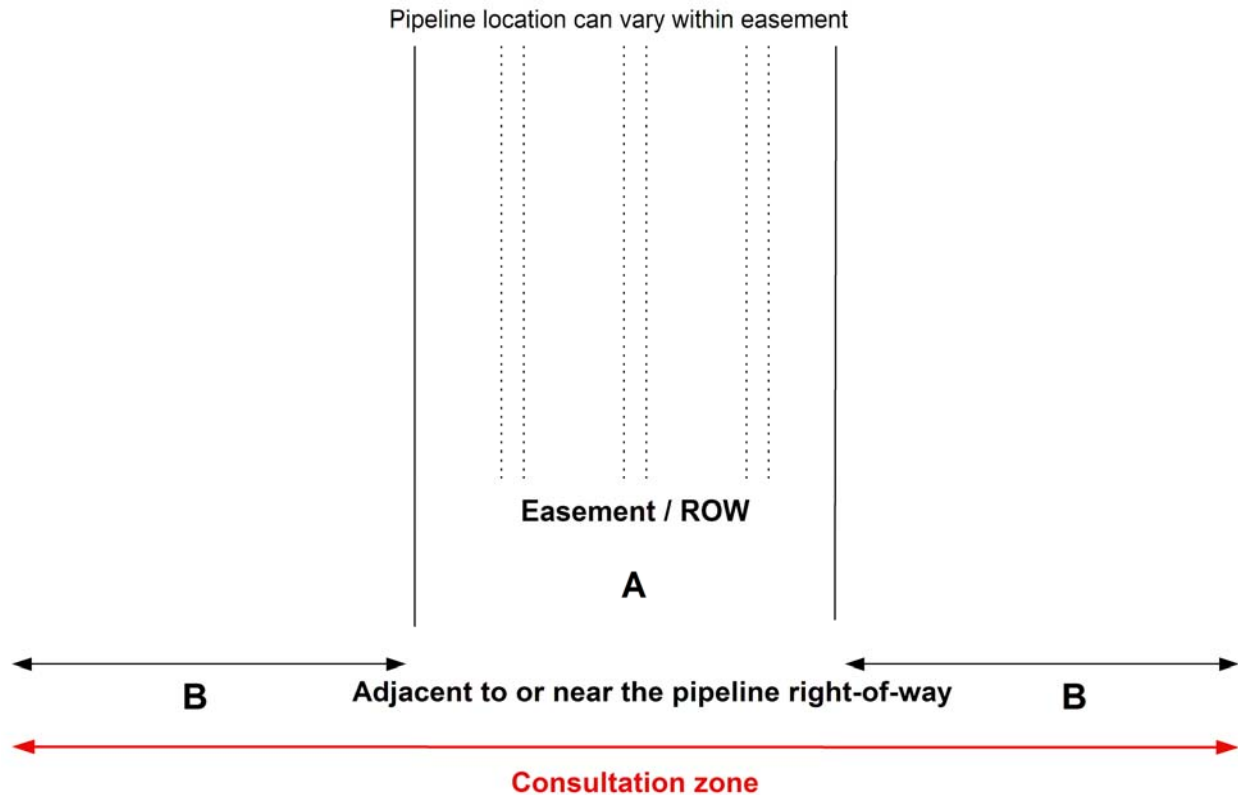 Pipeline location can vary within easement
Easement / ROW
A
B
Adjacent to or near the pipeline right-of-way
B
Consultation zone